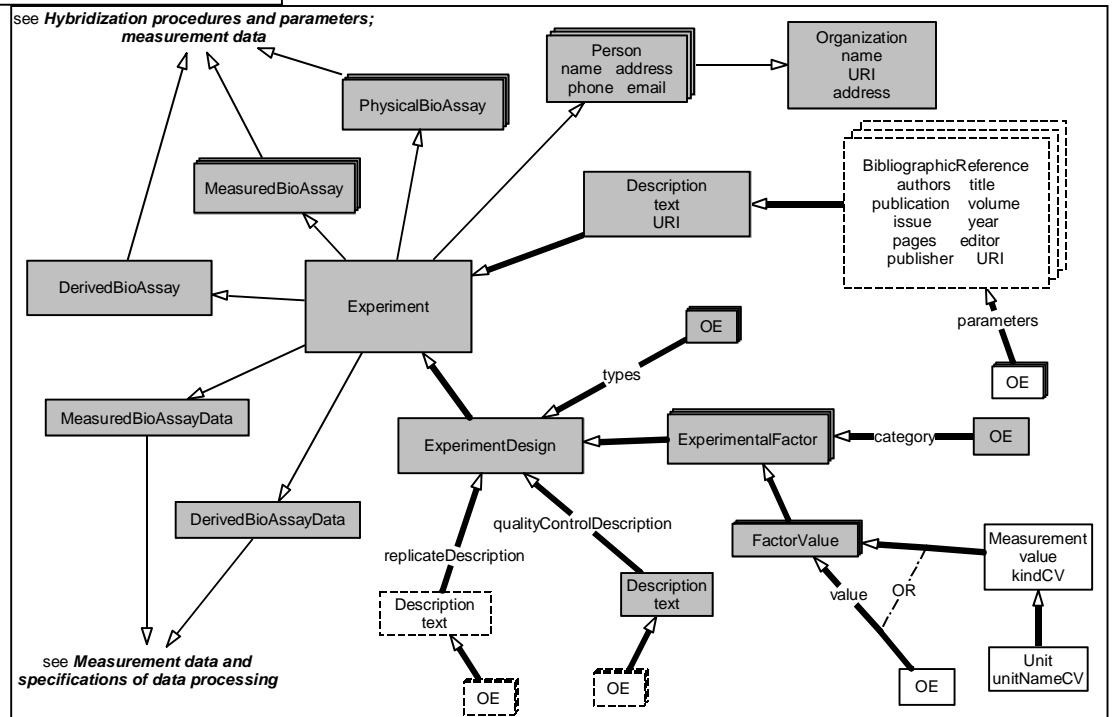 see Hybridization procedures and parameters;
measurement data
Person
name address
phone email
Organization
name
URI
address
PhysicalBioAssay
MeasuredBioAssay
Description
text
URI
BibliographicReference
authors title
publication volume
issue year
pages editor
publisher URI
DerivedBioAssay
Experiment
parameters
OE
OE
types
MeasuredBioAssayData
ExperimentDesign
ExperimentalFactor
category
OE
DerivedBioAssayData
qualityControlDescription
replicateDescription
FactorValue
Measurement
value
kindCV
Description
text
Description
text
value
OR
see Measurement data and
specifications of data processing
OE
OE
OE
Unit
unitNameCV